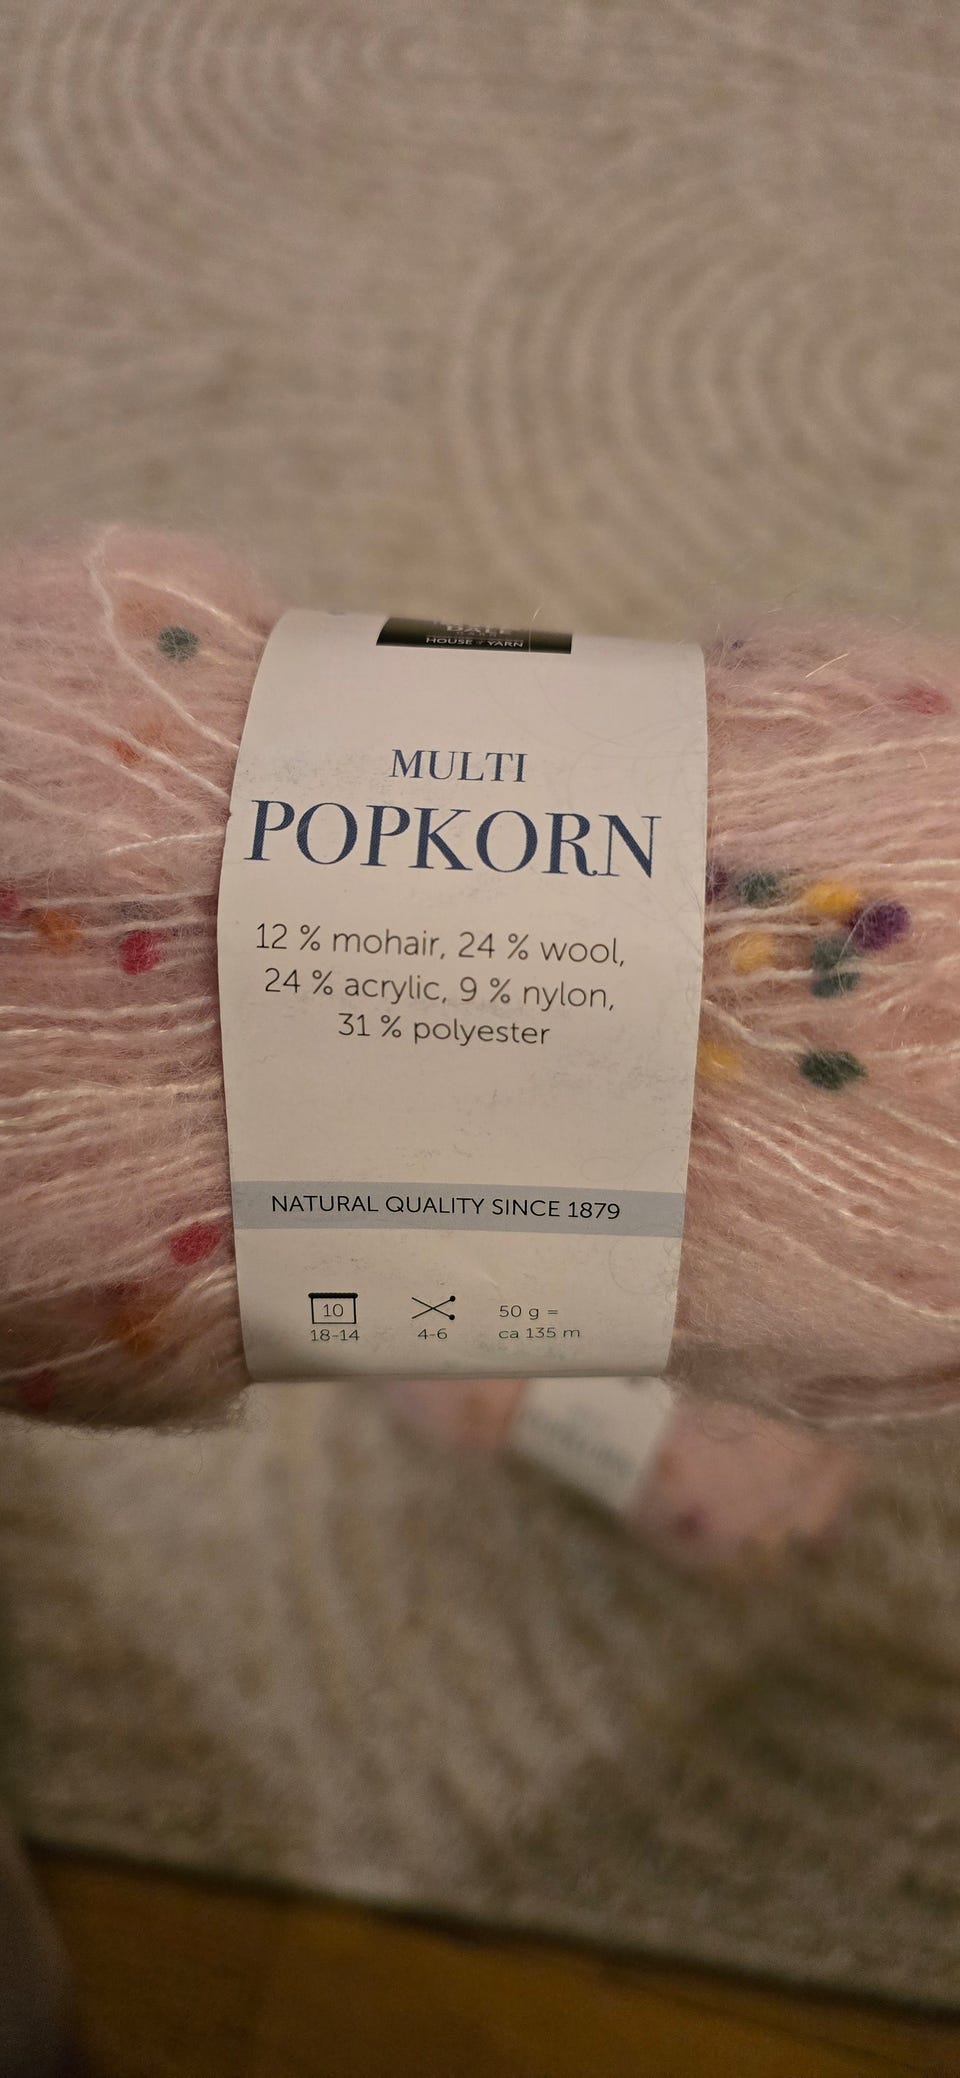 DALE
HOUSE of YARN
MULTI
POPKORN
12 % mohair, 24 % wool,
24 % acrylic, 9 % nylon,
31 % polyester
NATURAL QUALITY SINCE 1879
10
18-14
4-6
50 g =
ca 135 m